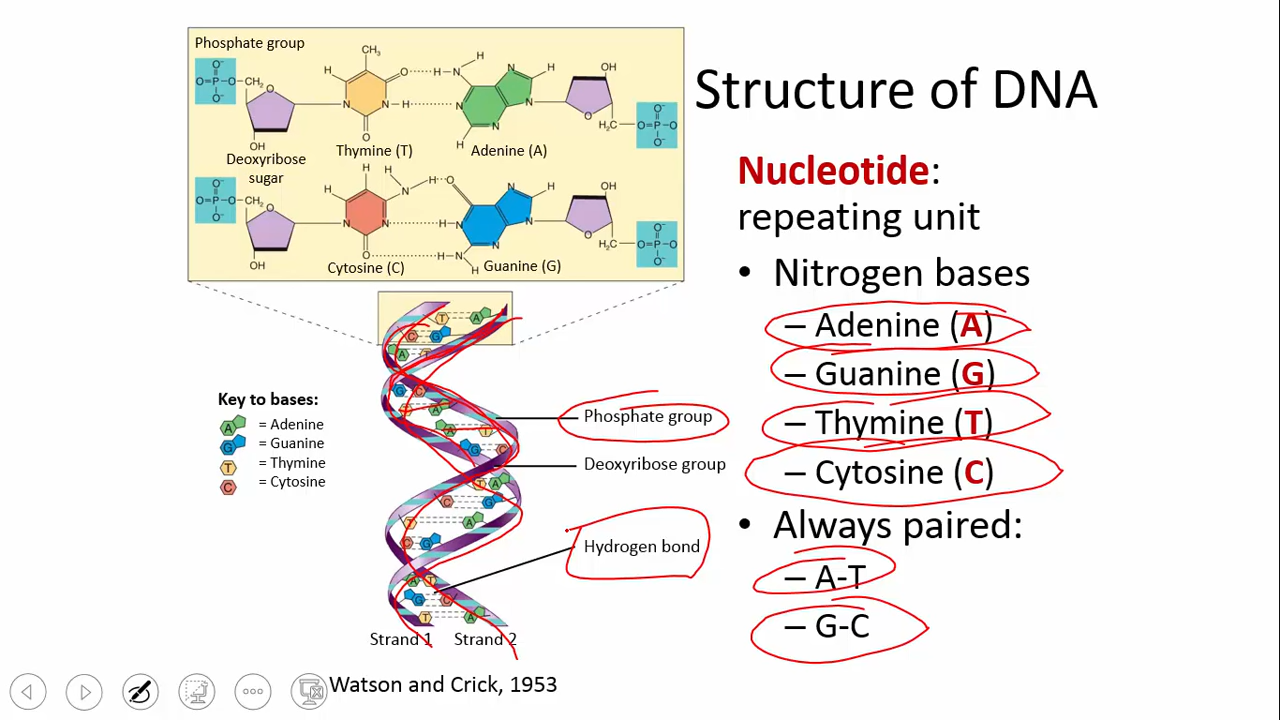 Structure of DNA
Nucleotide:
repeating unit
• Nitrogen bases
– Adenine (A)
– Guanine (G)
– Thymine (T)
– Cytosine (C)
• Always paired:
– A-T
– G-C
Phosphate group
O⁻
O P O CH₂
O⁻
O
OH
Deoxyribose
sugar
CH₃
H
N
O
N H
O
Thymine (T)
H
H N
N
N
N
N
H
H
Adenine (A)
OH
O
H₂C
O⁻
O P O
O⁻
O⁻
O P O CH₂
O⁻
O
OH
H
H
H
N H
N
N
O
Cytosine (C)
O
H N
H N
H
N
N
N
H
Guanine (G)
OH
O
H₂C
O⁻
O P O
O⁻
T A
C G
A T
G C
T A
A T
G C
T A
C G
T A
C G
A T
G C
T A
Key to bases:
A = Adenine
G = Guanine
T = Thymine
C = Cytosine
Phosphate group
Deoxyribose group
Hydrogen bond
Strand 1 Strand 2
Watson and Crick, 1953